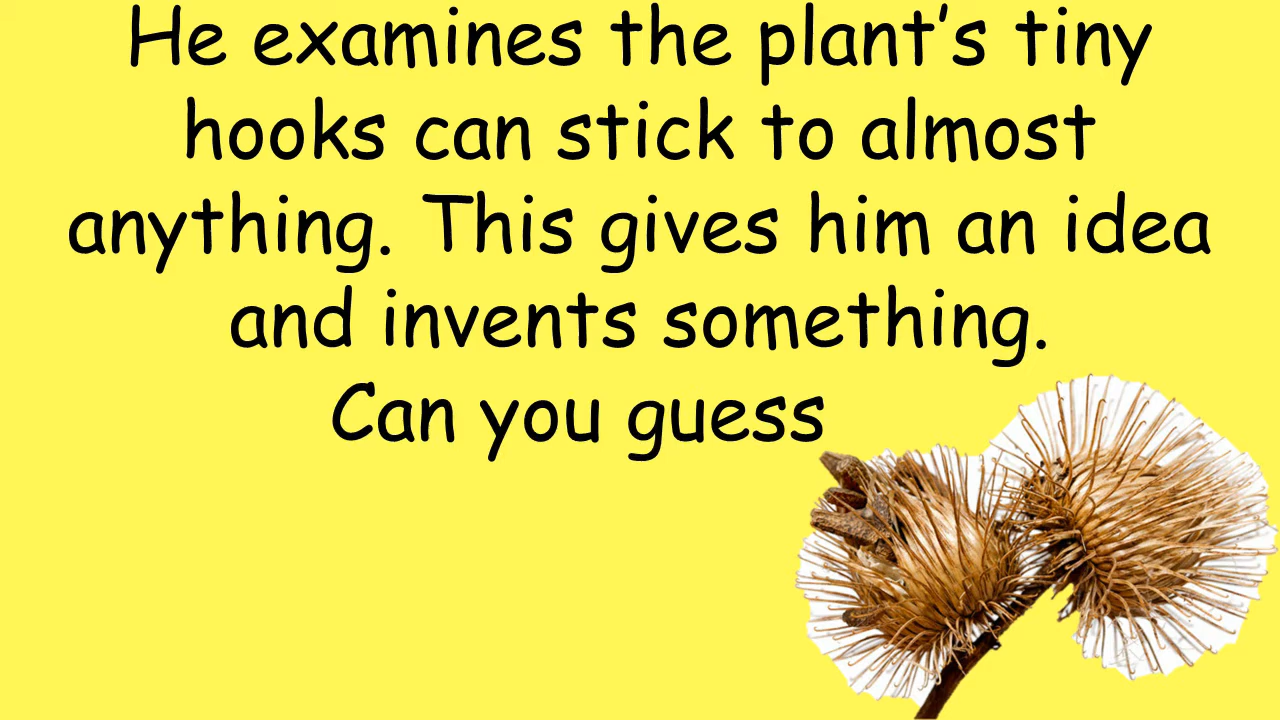 He examines the plant’s tiny
hooks can stick to almost
anything. This gives him an idea
and invents something.
Can you guess